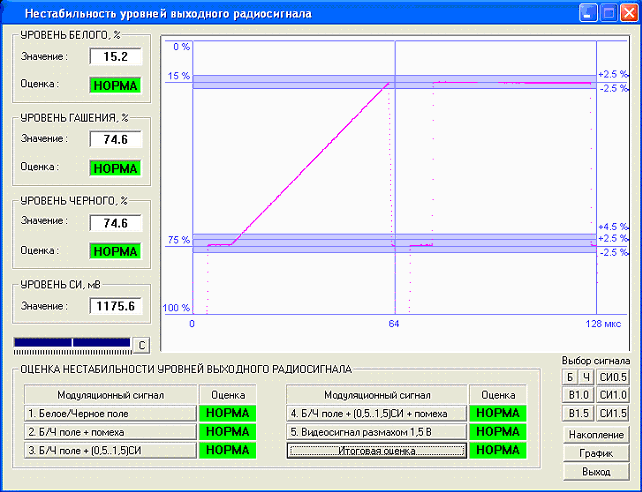 Нестабильность уровней выходного радиосигнала
УРОВЕНЬ БЕЛОГО, %
Значение : 15.2
Оценка : НОРМА
УРОВЕНЬ ГАШЕНИЯ, %
Значение : 74.6
Оценка : НОРМА
УРОВЕНЬ ЧЕРНОГО, %
Значение : 74.6
Оценка : НОРМА
УРОВЕНЬ СИ, мВ
Значение : 1175.6
С
0 %
15 %
75 %
100 %
+2.5 %
-2.5 %
+4.5 %
+2.5 %
-2.5 %
0 64 128 мкс
ОЦЕНКА НЕСТАБИЛЬНОСТИ УРОВНЕЙ ВЫХОДНОГО РАДИОСИГНАЛА
Модуляционный сигнал Оценка
1. Белое/Черное поле НОРМА
2. Б/Ч поле + помеха НОРМА
3. Б/Ч поле + (0,5..1,5)СИ НОРМА
Модуляционный сигнал Оценка
4. Б/Ч поле + (0,5..1,5)СИ + помеха НОРМА
5. Видеосигнал размахом 1,5 В НОРМА
Итоговая оценка НОРМА
Выбор сигнала
Б Ч СИ0.5
В1.0 СИ1.0
В1.5 СИ1.5
Накопление
График
Выход